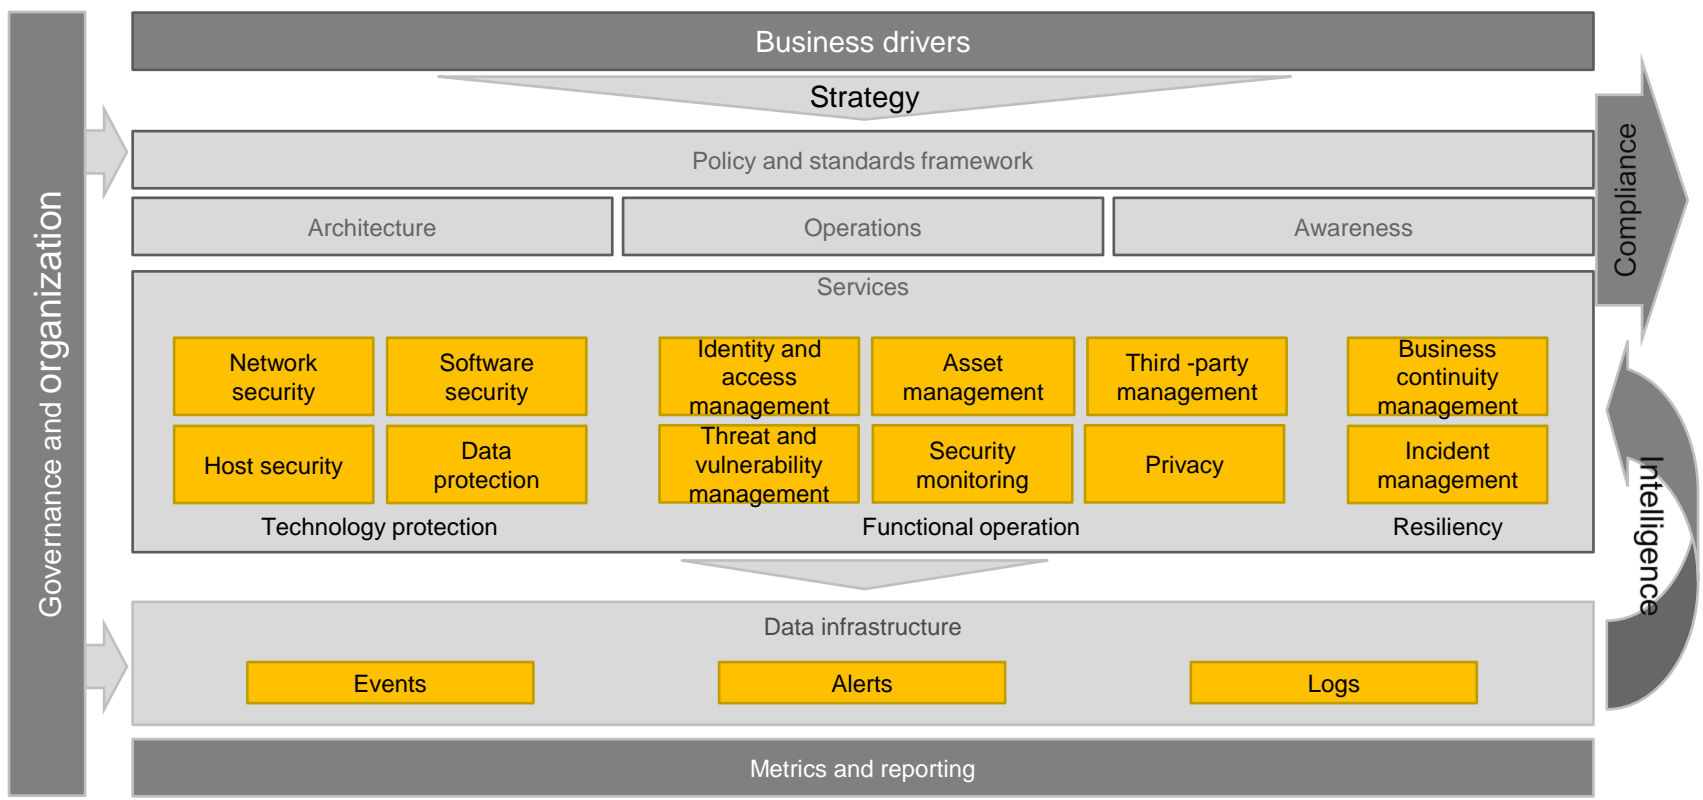 Governance and organization
Business drivers
Strategy
Policy and standards framework
Architecture
Operations
Awareness
Compliance
Services
Network
security
Software
security
Identity and
access
management
Asset
management
Third -party
management
Business
continuity
management
Host security
Data
protection
Threat and
vulnerability
management
Security
monitoring
Privacy
Incident
management
Technology protection
Functional operation
Resiliency
Intelligence
Data infrastructure
Events
Alerts
Logs
Metrics and reporting